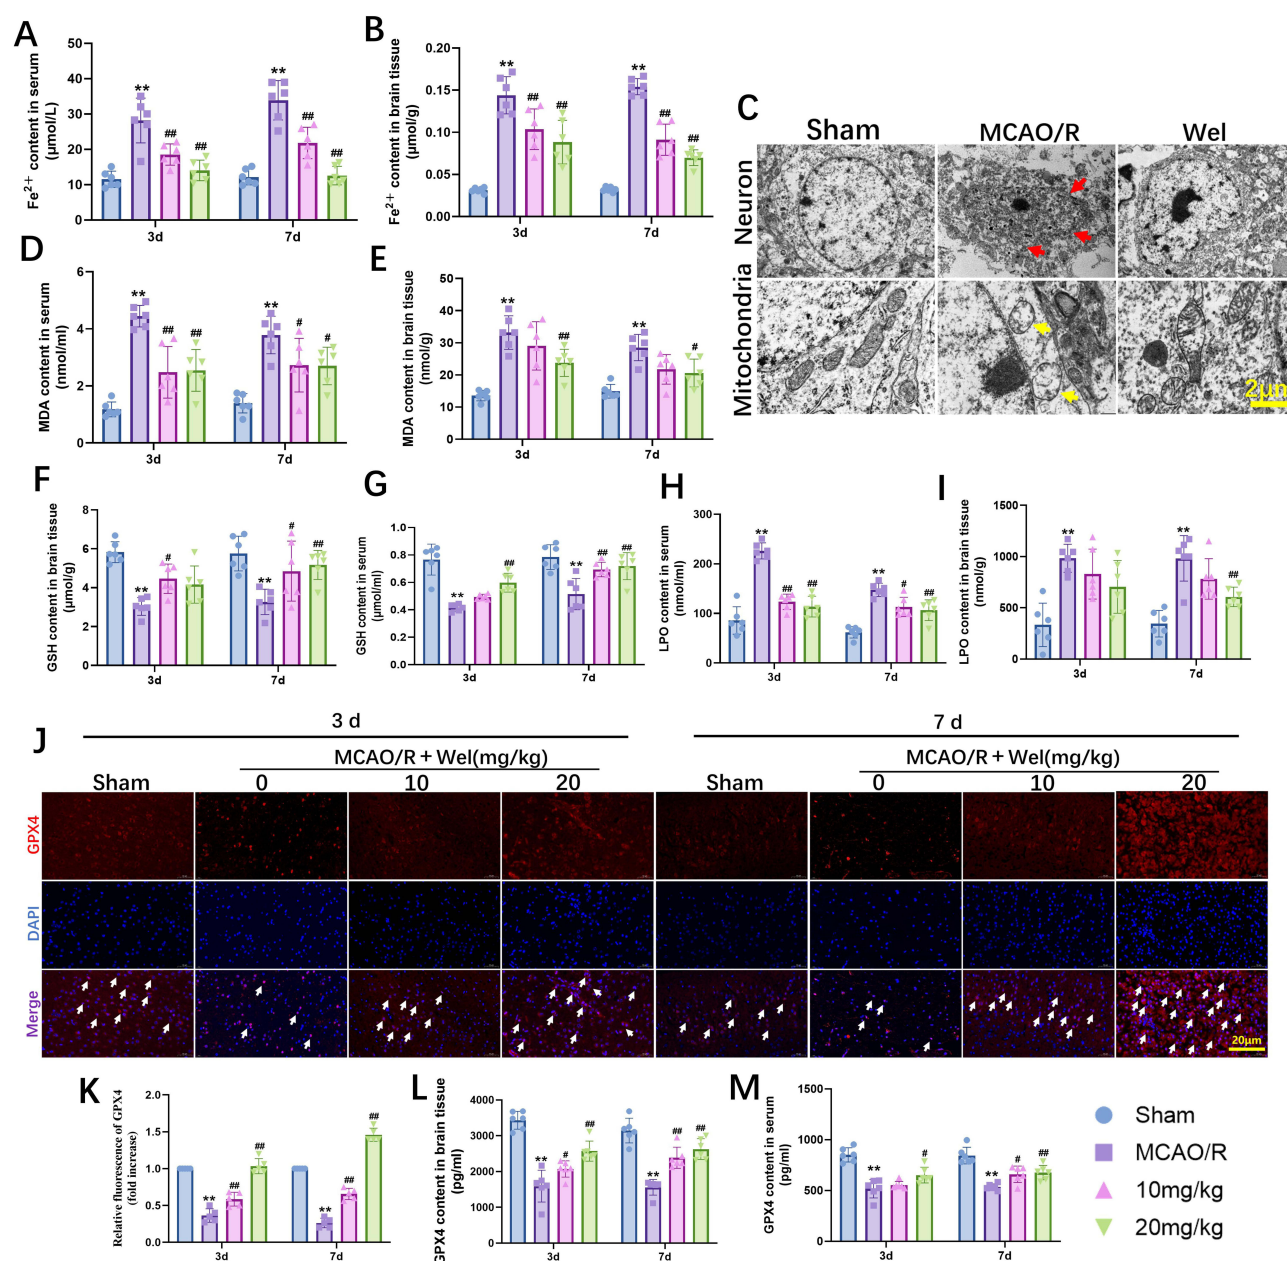 A
Fe2+ content in serum
(μmol/L)
50
40
30
20
10
0
**
##
##
**
##
##
3d
7d
B
Fe2+ content in brain tissue
(μmol/g)
0.20
0.15
0.10
0.05
0.00
**
##
##
**
##
##
3d
7d
C
Sham
MCAO/R
Wel
Neuron
Mitochondria
2μm
D
MDA content in serum
(nmol/ml)
6
4
2
0
**
##
##
**
#
#
3d
7d
E
MDA content in brain tissue
(nmol/g)
50
40
30
20
10
0
**
##
**
#
3d
7d
F
GSH content in brain tissue
(μmol/g)
8
6
4
2
0
**
#
**
#
##
3d
7d
G
GSH content in serum
(μmol/ml)
1.0
0.8
0.6
0.4
0.2
0.0
**
##
**
##
##
3d
7d
H
LPO content in serum
(nmol/ml)
300
200
100
0
**
##
##
**
#
##
3d
7d
I
LPO content in brain tissue
(nmol/g)
1500
1000
500
0
**
**
##
3d
7d
J
3 d
7 d
MCAO/R+Wel(mg/kg)
MCAO/R+Wel(mg/kg)
Sham
0
10
20
Sham
0
10
20
GPX4
DAPI
Merge
20μm
K
Relative fluorescence of GPX4
(fold increase)
2.0
1.5
1.0
0.5
0.0
**
##
##
**
##
##
3d
7d
L
GPX4 content in brain tissue
(pg/ml)
4000
3000
2000
1000
0
**
#
##
**
##
##
3d
7d
M
GPX4 content in serum
(pg/ml)
1500
1000
500
0
**
#
**
##
##
3d
7d
Sham
MCAO/R
10mg/kg
20mg/kg